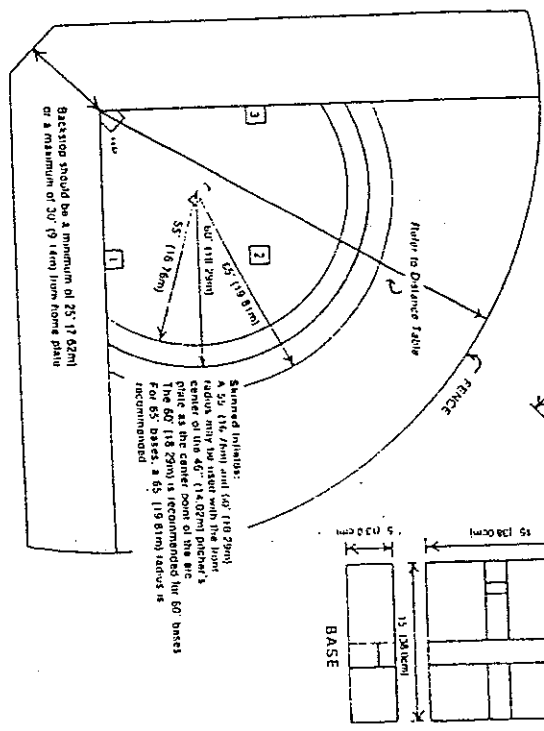 Backstop should be a minimum of 25' (7.62m)
or a maximum of 30' (9.14m) from home plate
3
1
2
55' (16.76m)
60' (18.29m)
65' (19.81m)
Refer to Distance Table
FENCE
Skinned Infields:
A 55' (16.76m) and 60' (18.29m)
radius may be used with the front
center of the 46' (14.02m) pitcher's
plate as the center point of the arc
The 60' (18.29m) is recommended for 60' bases
For 65' bases, a 65' (19.81m) radius is
recommended
15 (38.0cm)
5 (13.0cm)
15 (38.0cm)
BASE